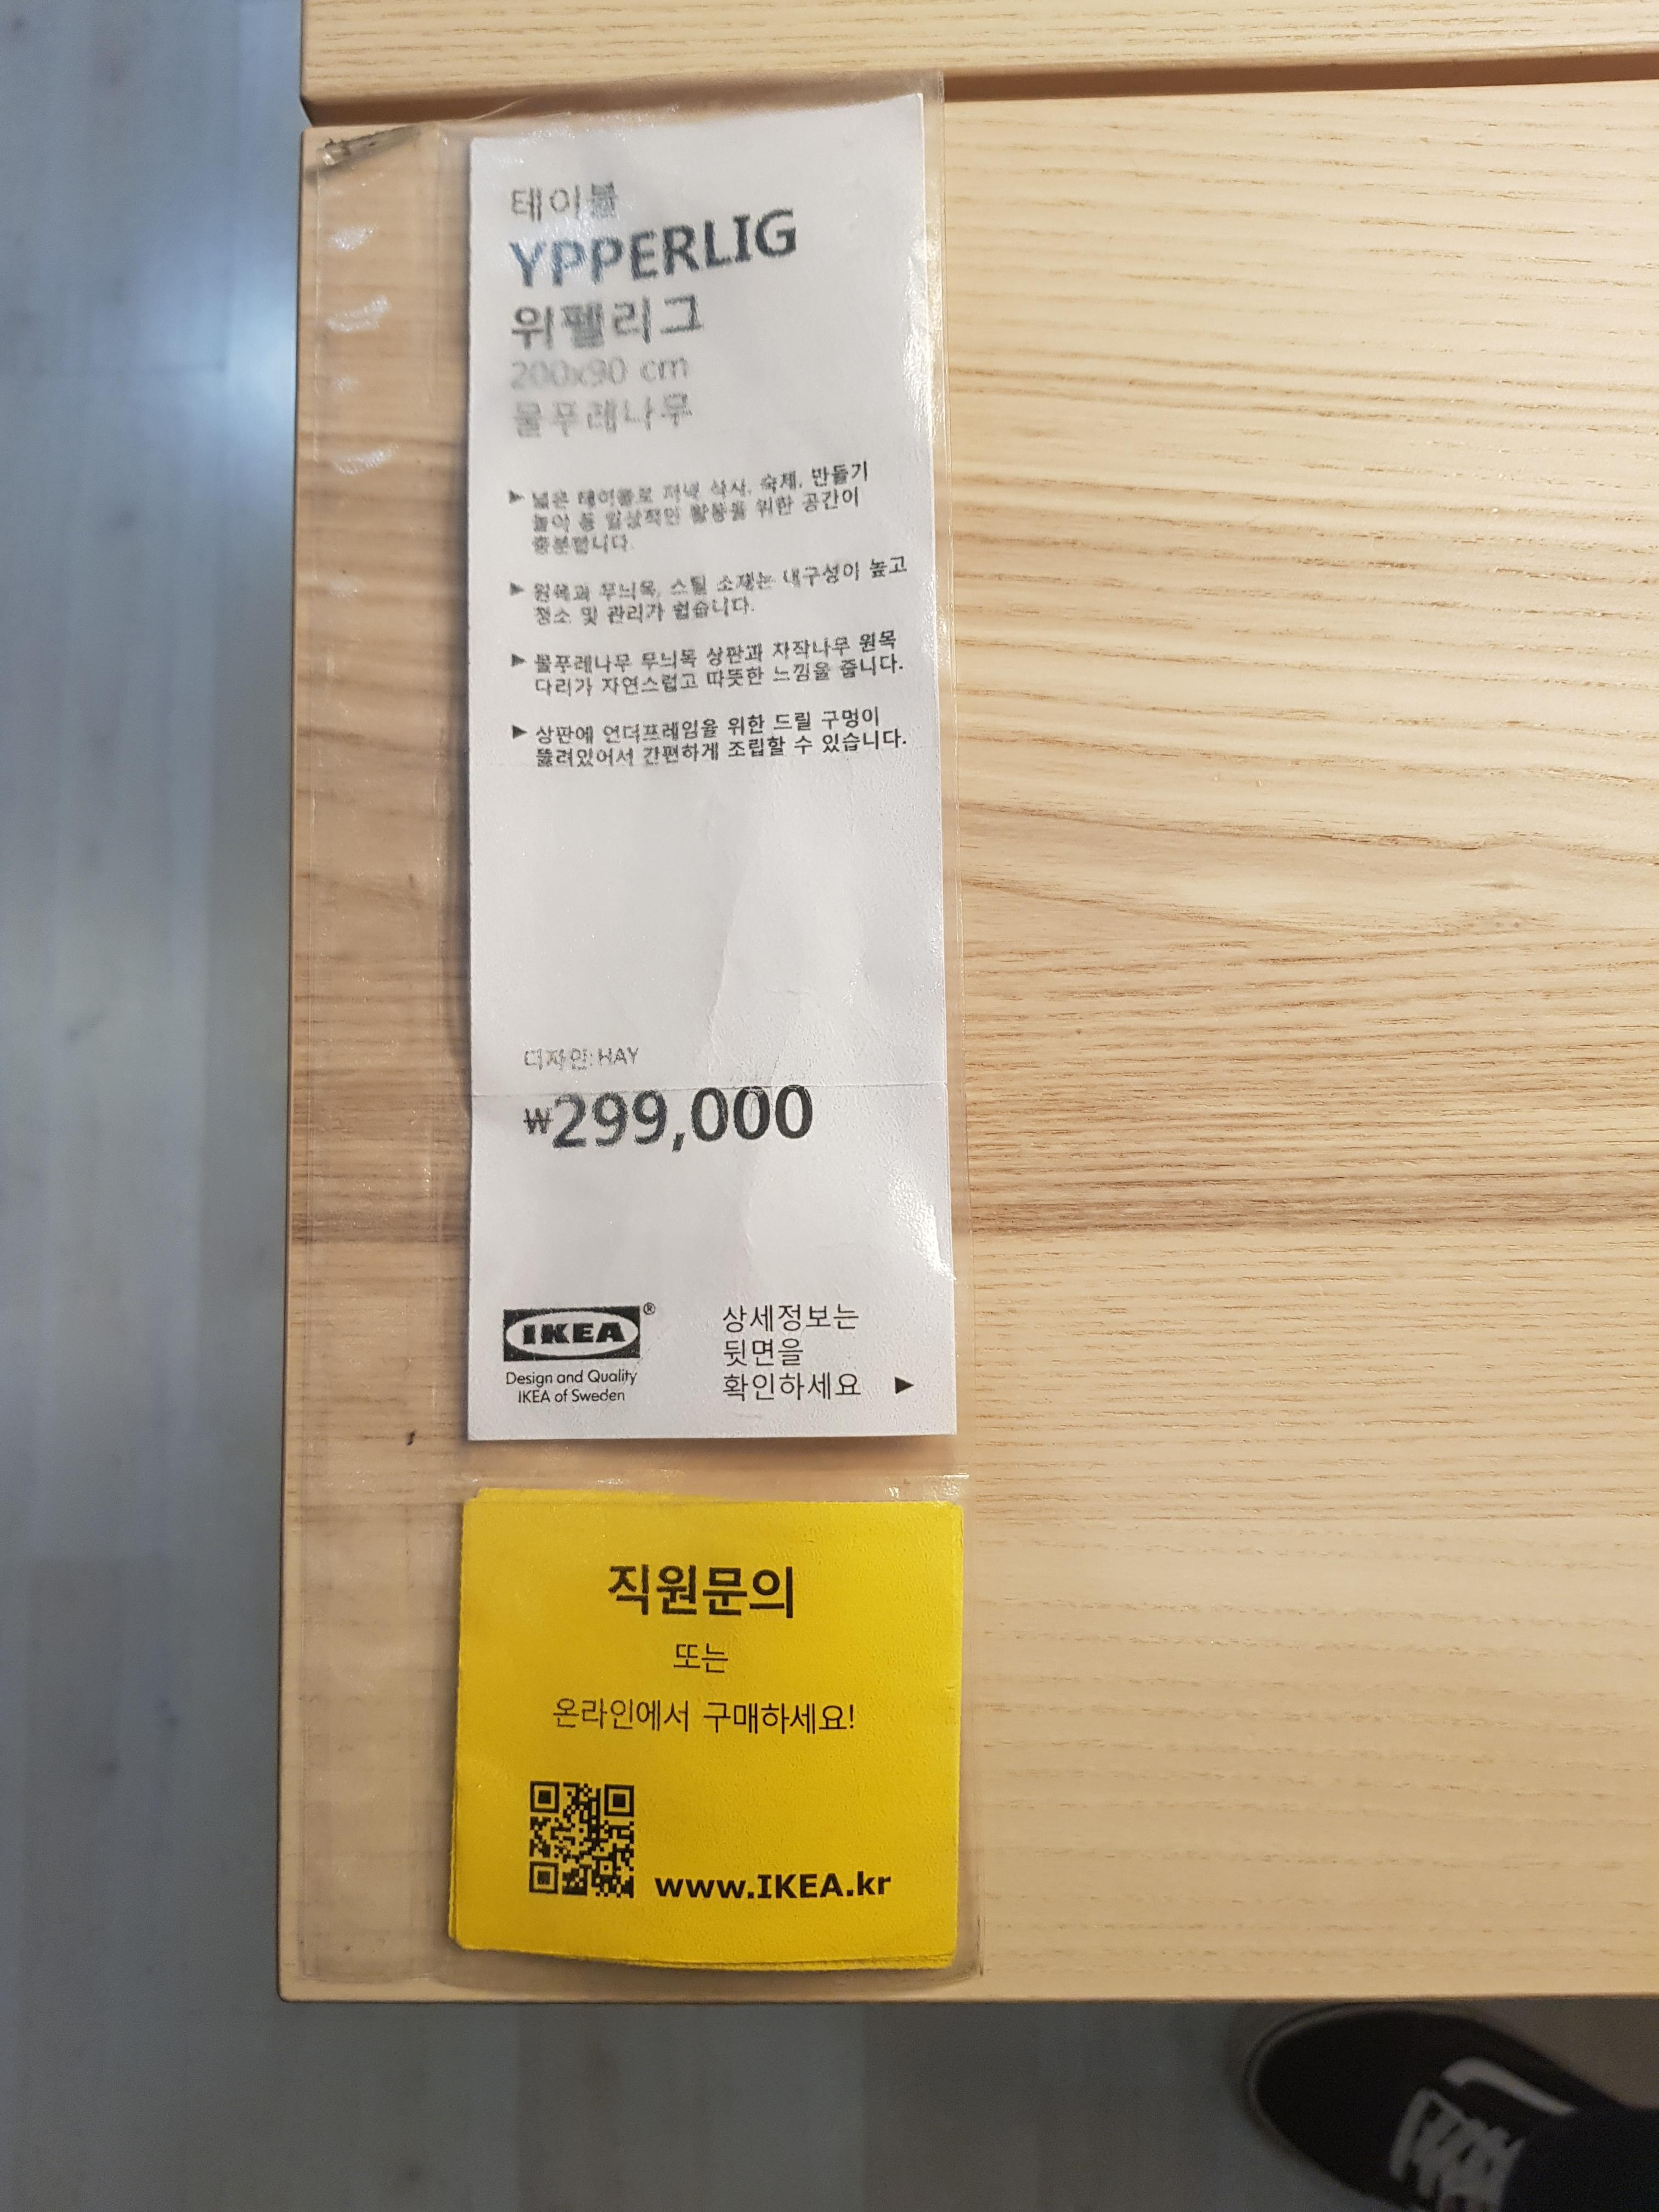 테이블
YPPERLIG
위펠리그
200x90 cm
물푸레나무
▶ 넓은 테이블로 저녁 식사, 숙제, 만들기
놀이 등 일상적인 활동을 위한 공간이
충분합니다.
▶ 원목과 무늬목, 스틸 소재는 내구성이 높고
청소 및 관리가 쉽습니다.
▶ 물푸레나무 무늬목 상판과 자작나무 원목
다리가 자연스럽고 따뜻한 느낌을 줍니다.
▶ 상판에 언더프레임을 위한 드릴 구멍이
뚫려있어서 간편하게 조립할 수 있습니다.
디자인: HAY
₩299,000
IKEA®
Design and Quality
IKEA of Sweden
상세정보는
뒷면을
확인하세요 ▶
직원문의
또는
온라인에서 구매하세요!
www.IKEA.kr